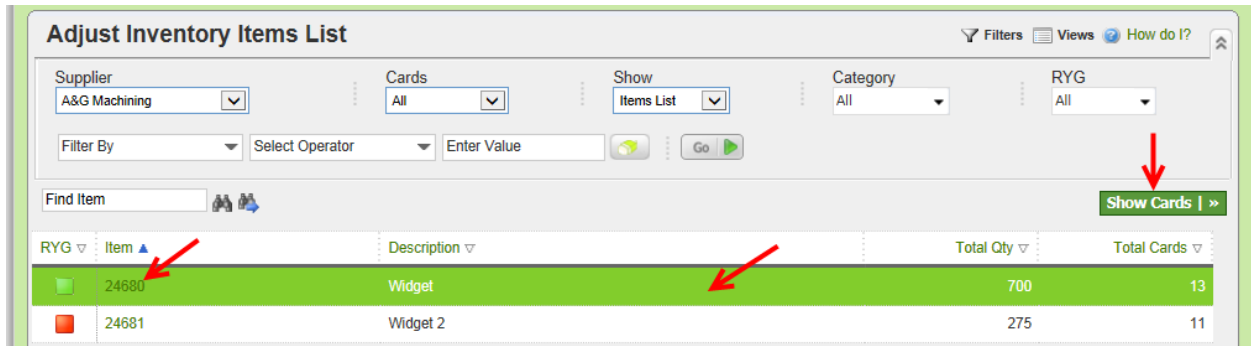 Adjust Inventory Items List Filters Views How do I?
Supplier Cards Show Category RYG
A&G Machining All Items List All All
Filter By Select Operator Enter Value Go
Find Item Show Cards | »
RYG Item Description Total Qty Total Cards
24680 Widget 700 13
24681 Widget 2 275 11